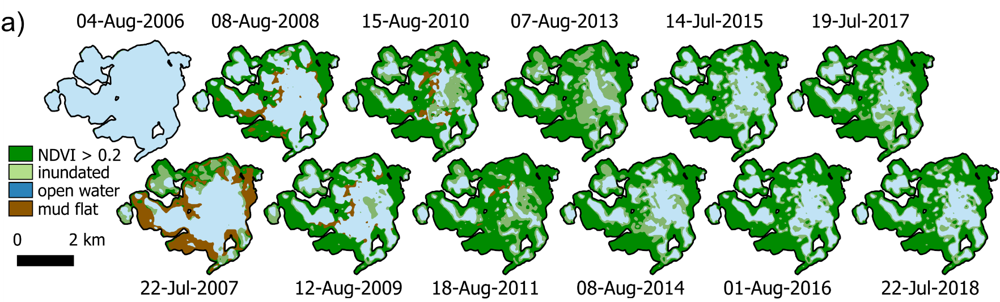 a)
04-Aug-2006
08-Aug-2008
15-Aug-2010
07-Aug-2013
14-Jul-2015
19-Jul-2017
NDVI > 0.2
inundated
open water
mud flat
0
2 km
22-Jul-2007
12-Aug-2009
18-Aug-2011
08-Aug-2014
01-Aug-2016
22-Jul-2018